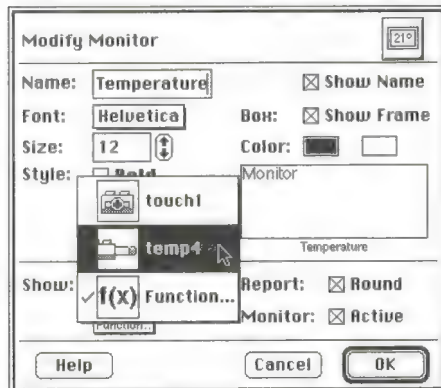 Modify Monitor
21°
Name: Temperature
Show Name
Font: Helvetica
Box: Show Frame
Size: 12
Color:
Style: Bold
Monitor
touch1
temp4
Temperature
Show:
f(x) Function...
Report: Round
Function...
Monitor: Active
Help
Cancel
OK